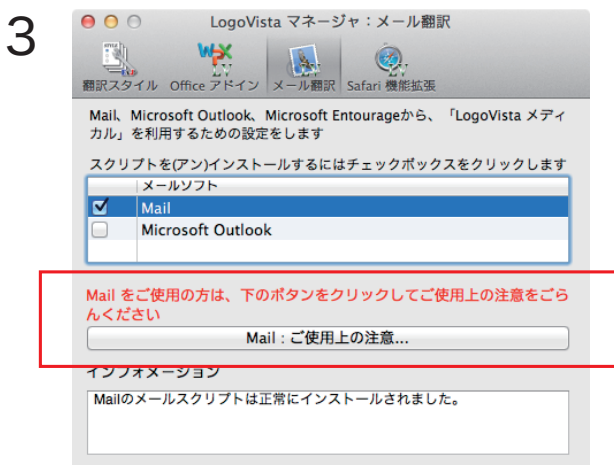 3
LogoVista マネージャ：メール翻訳
翻訳スタイル Office アドイン メール翻訳 Safari 機能拡張
Mail、Microsoft Outlook、Microsoft Entourageから、「LogoVista メディ
カル」を利用するための設定をします
スクリプトを(アン)インストールするにはチェックボックスをクリックします
メールソフト
Mail
Microsoft Outlook
Mail をご使用の方は、下のボタンをクリックしてご使用上の注意をごら
んください
Mail : ご使用上の注意...
インフォメーション
Mailのメールスクリプトは正常にインストールされました。